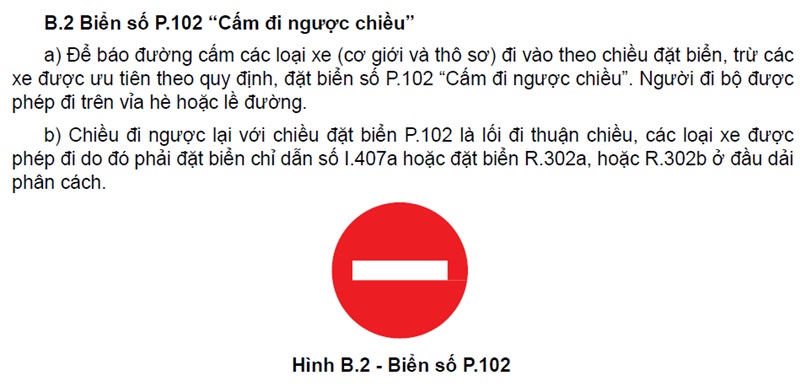 B.2 Biển số P.102 “Cấm đi ngược chiều”
a) Để báo đường cấm các loại xe (cơ giới và thô sơ) đi vào theo chiều đặt biển, trừ các
xe được ưu tiên theo quy định, đặt biển số P.102 “Cấm đi ngược chiều”. Người đi bộ được
phép đi trên vỉa hè hoặc lề đường.
b) Chiều đi ngược lại với chiều đặt biển P.102 là lối đi thuận chiều, các loại xe được
phép đi do đó phải đặt biển chỉ dẫn số I.407a hoặc đặt biển R.302a, hoặc R.302b ở đầu dải
phân cách.
Hình B.2 - Biển số P.102